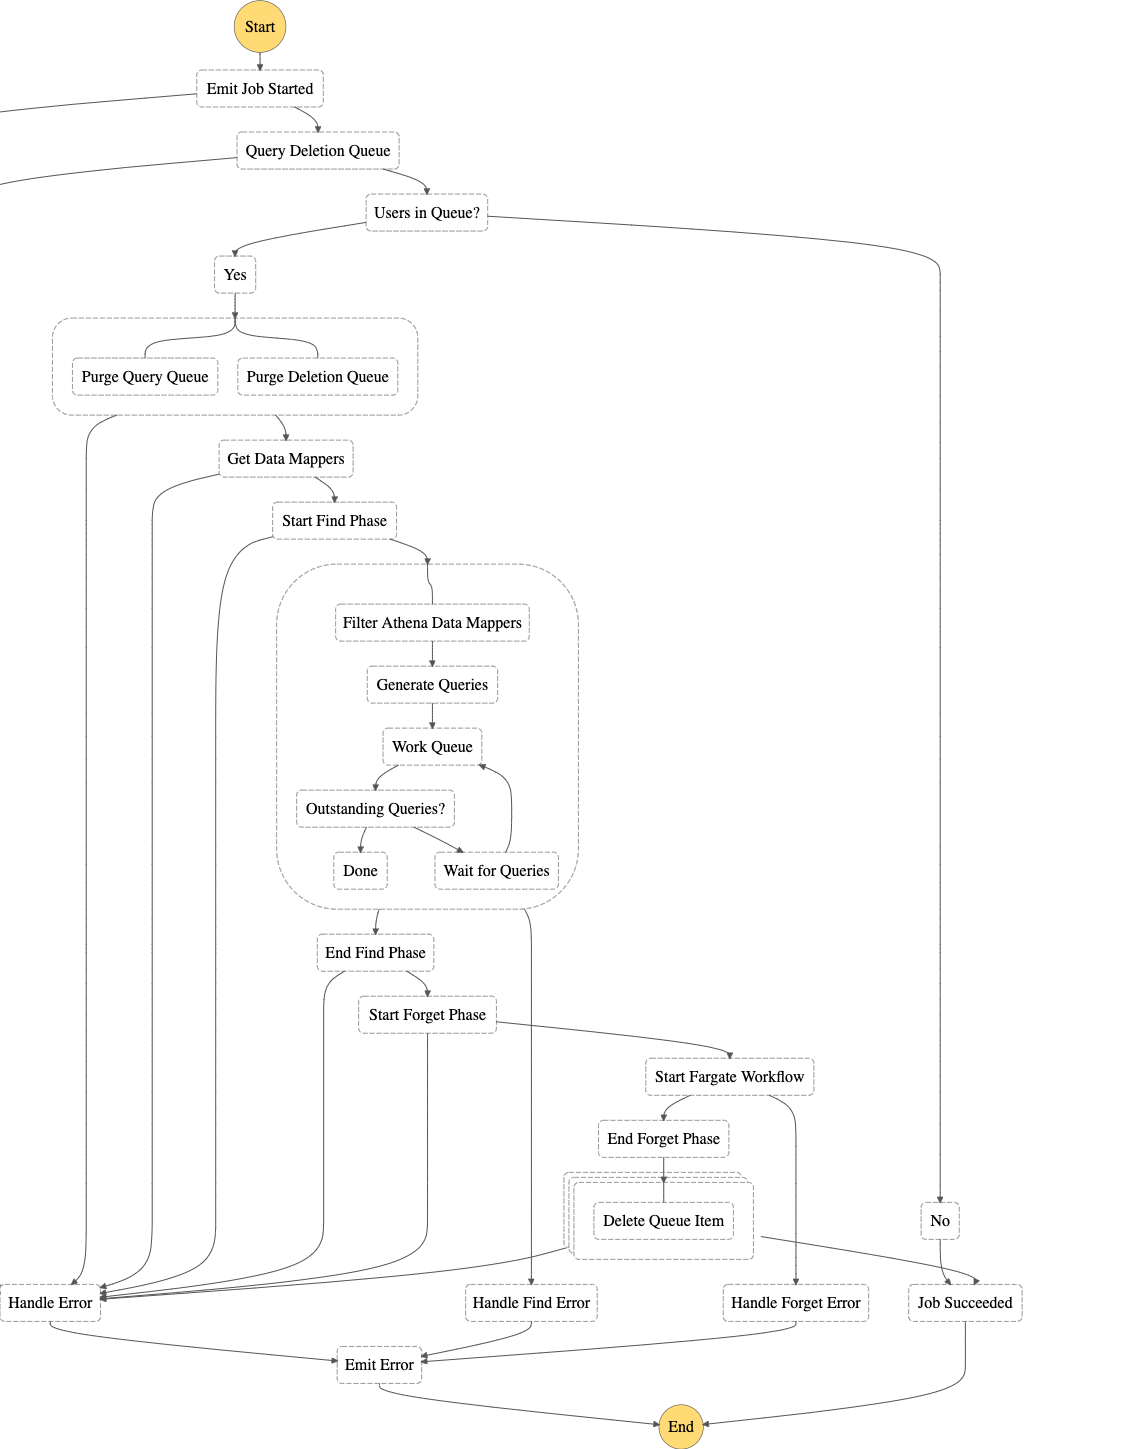 Start
Emit Job Started
Query Deletion Queue
Users in Queue?
Yes
Purge Query Queue
Purge Deletion Queue
Get Data Mappers
Start Find Phase
Filter Athena Data Mappers
Generate Queries
Work Queue
Outstanding Queries?
Done
Wait for Queries
End Find Phase
Start Forget Phase
Start Fargate Workflow
End Forget Phase
Delete Queue Item
No
Handle Error
Handle Find Error
Handle Forget Error
Job Succeeded
Emit Error
End